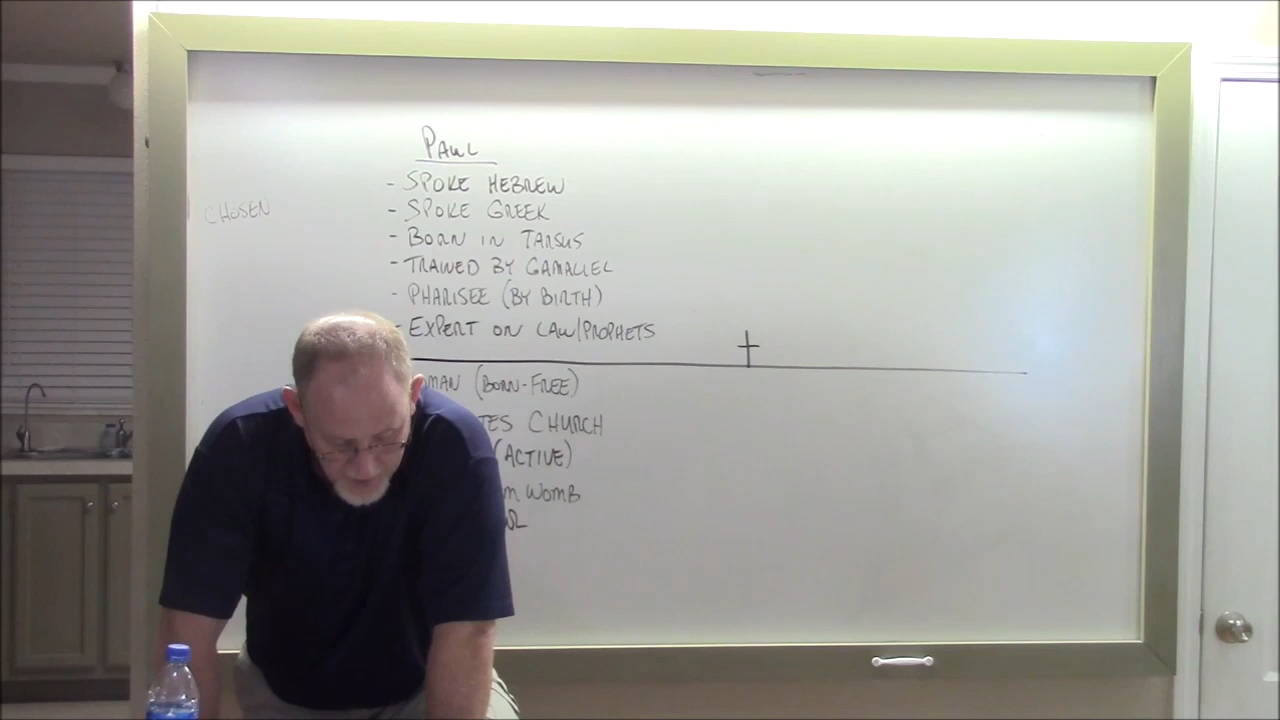 PAUL
- SPOKE HEBREW
CHOSEN
- SPOKE GREEK
- BORN IN TARSUS
- TRAINED BY GAMALIEL
- PHARISEE (BY BIRTH)
- EXPERT ON LAW/PROPHETS
(BORN-FREE)
CHURCH
(ACTIVE)
WOMB